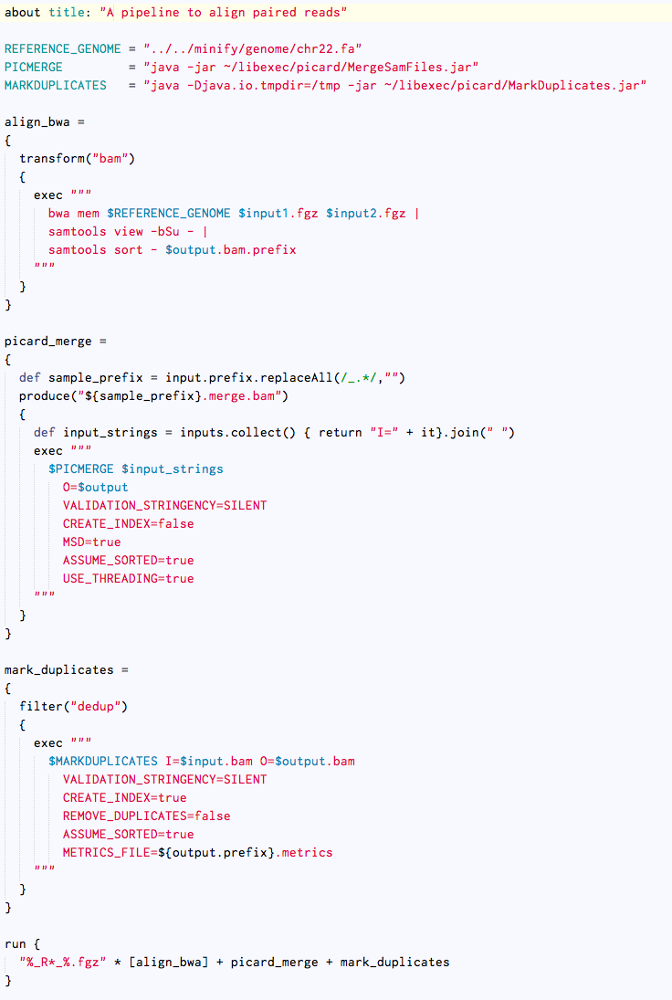 about title: "A pipeline to align paired reads"

REFERENCE_GENOME = "../../minify/genome/chr22.fa"
PICMERGE         = "java -jar ~/libexec/picard/MergeSamFiles.jar"
MARKDUPLICATES   = "java -Djava.io.tmpdir=/tmp -jar ~/libexec/picard/MarkDuplicates.jar"

align_bwa =
{
  transform("bam")
  {
    exec """
      bwa mem $REFERENCE_GENOME $input1.fgz $input2.fgz |
      samtools view -bSu - |
      samtools sort - $output.bam.prefix
    """
  }
}

picard_merge =
{
  def sample_prefix = input.prefix.replaceAll(/_.*/,"")
  produce("${sample_prefix}.merge.bam")
  {
    def input_strings = inputs.collect() { return "I=" + it}.join(" ")
    exec """
      $PICMERGE $input_strings
        O=$output
        VALIDATION_STRINGENCY=SILENT
        CREATE_INDEX=false
        MSD=true
        ASSUME_SORTED=true
        USE_THREADING=true
    """
  }
}

mark_duplicates =
{
  filter("dedup")
  {
    exec """
      $MARKDUPLICATES I=$input.bam O=$output.bam
        VALIDATION_STRINGENCY=SILENT
        CREATE_INDEX=true
        REMOVE_DUPLICATES=false
        ASSUME_SORTED=true
        METRICS_FILE=${output.prefix}.metrics
    """
  }
}

run {
  "%_R*_%.fgz" * [align_bwa] + picard_merge + mark_duplicates
}